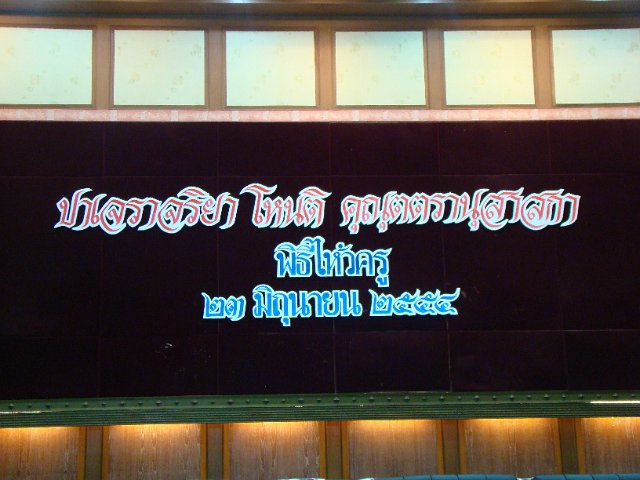 ปาเจราจริยา โหนติ คุณุตตรานุสาสกา
พิธีไหว้ครู
๒๓ มิถุนายน ๒๕๕๔